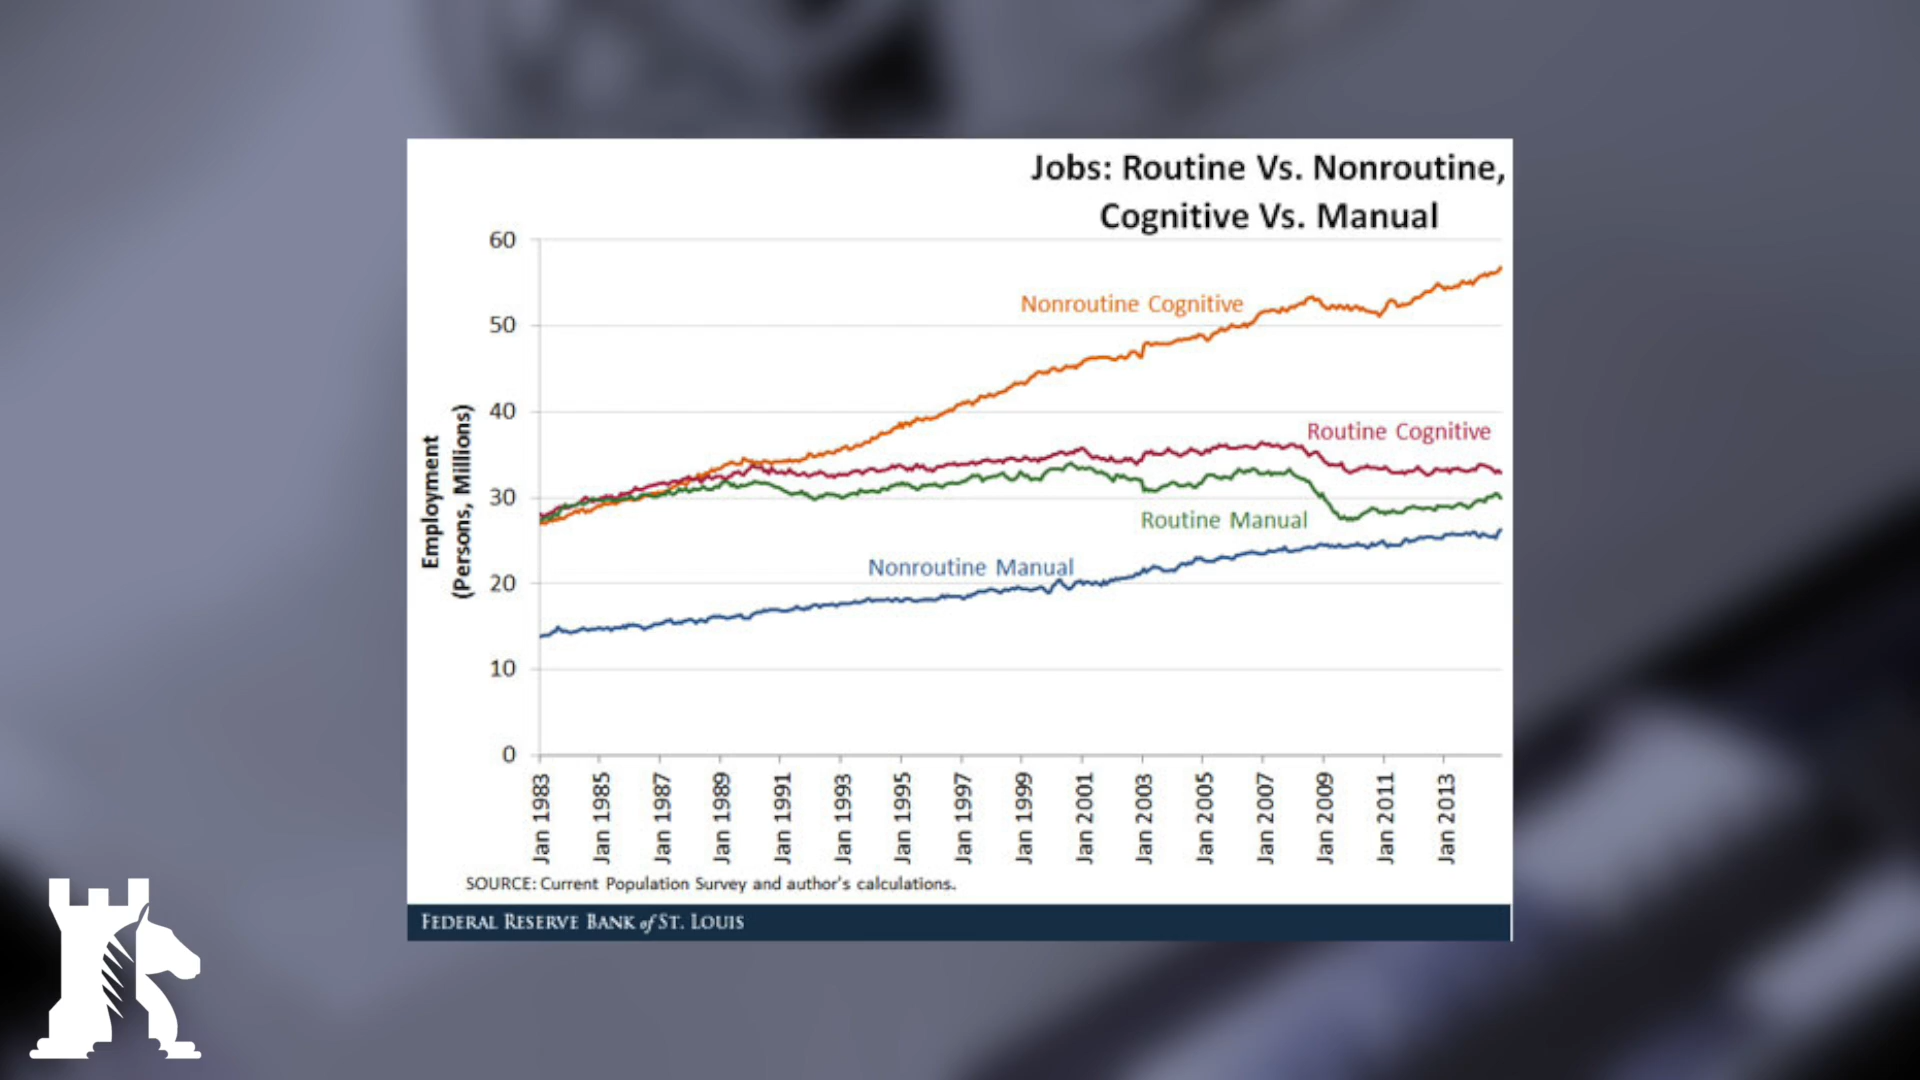 Jobs: Routine Vs. Nonroutine,
Cognitive Vs. Manual
60
50
40
30
20
10
0
Employment
(Persons, Millions)
Nonroutine Cognitive
Routine Cognitive
Routine Manual
Nonroutine Manual
Jan 1983
Jan 1985
Jan 1987
Jan 1989
Jan 1991
Jan 1993
Jan 1995
Jan 1997
Jan 1999
Jan 2001
Jan 2003
Jan 2005
Jan 2007
Jan 2009
Jan 2011
Jan 2013
SOURCE: Current Population Survey and author's calculations.
FEDERAL RESERVE BANK of ST. LOUIS